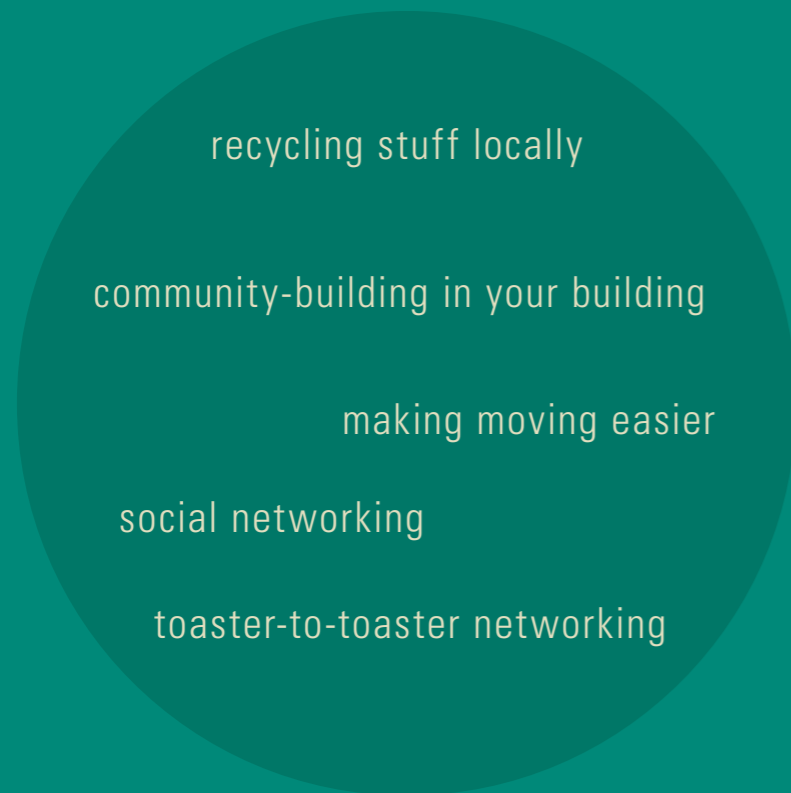 recycling stuff locally
community-building in your building
making moving easier
social networking
toaster-to-toaster networking